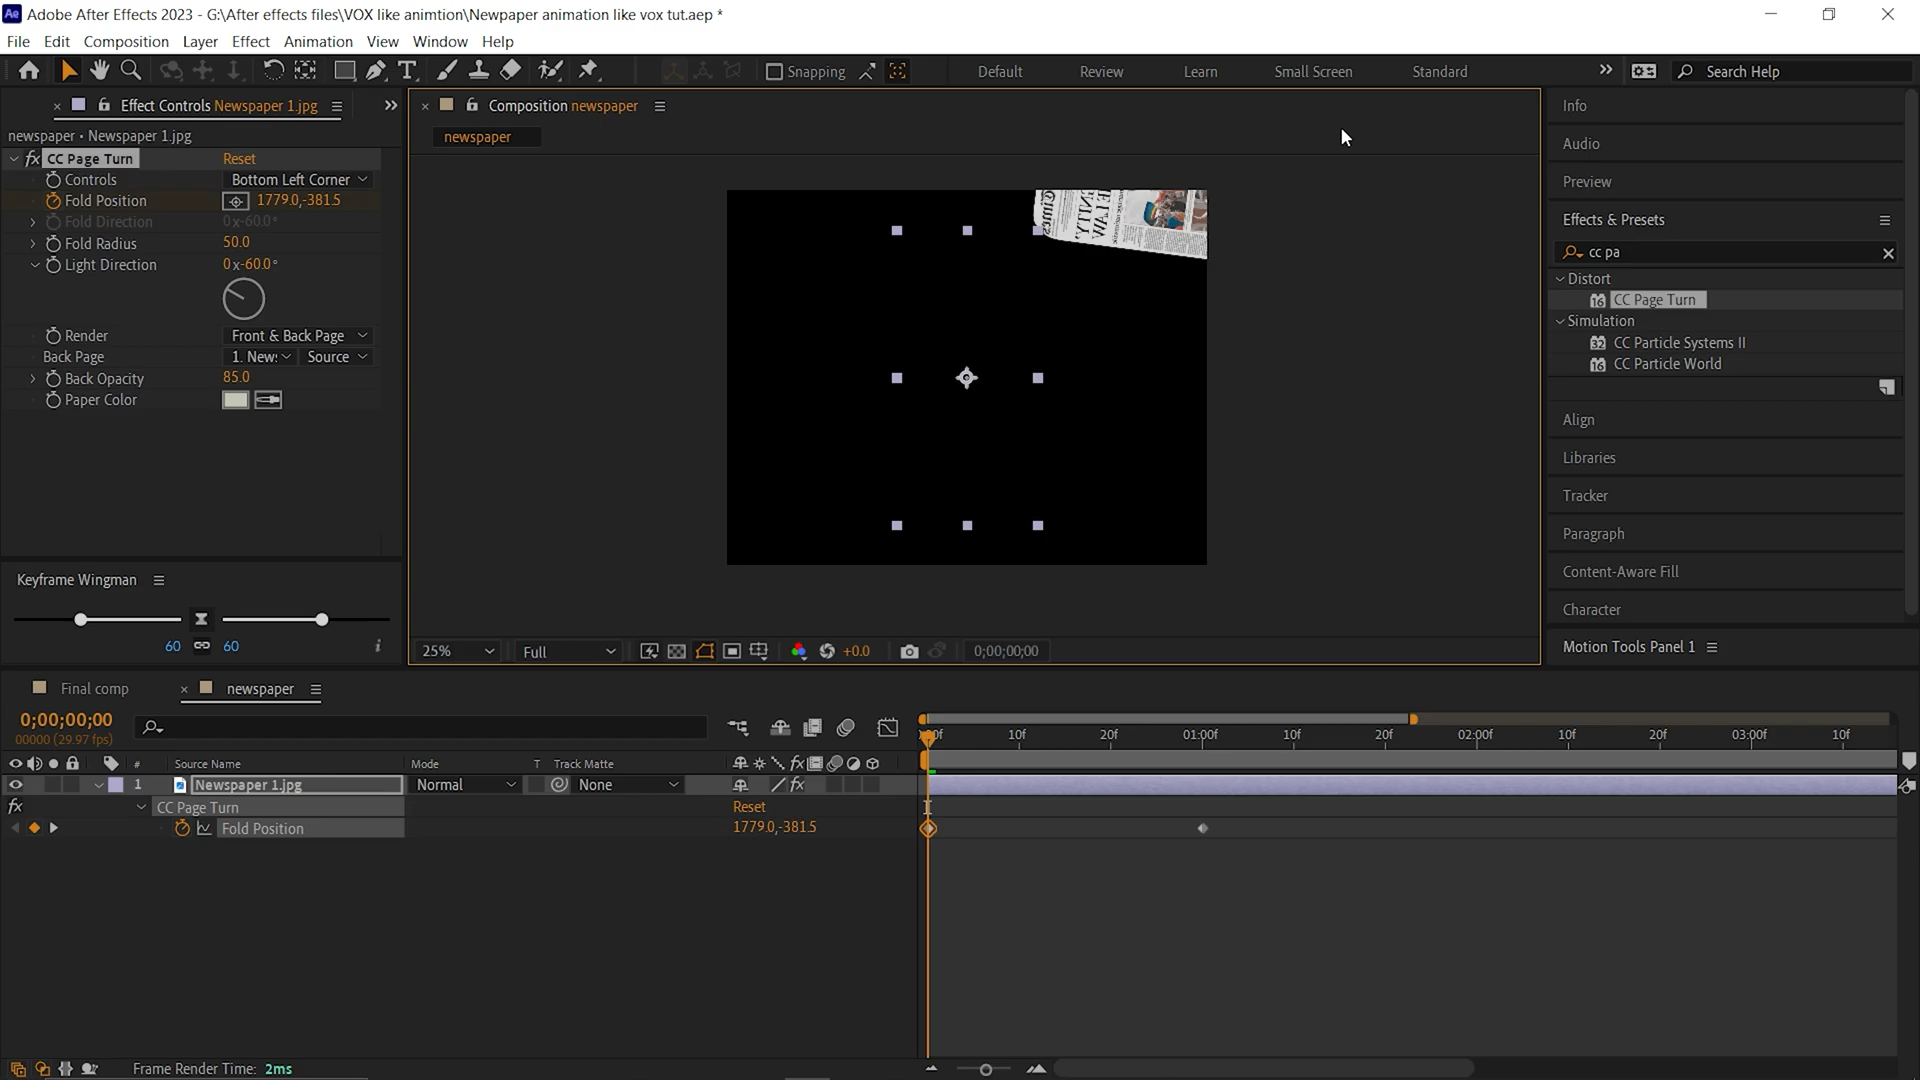 Ae Adobe After Effects 2023 - G:\After effects files\VOX like animtion\Newpaper animation like vox tut.aep *
File Edit Composition Layer Effect Animation View Window Help
Snapping Default Review Learn Small Screen Standard Search Help
Effect Controls Newspaper 1.jpg
newspaper • Newspaper 1.jpg
fx CC Page Turn Reset
Controls Bottom Left Corner
Fold Position 1779.0,-381.5
Fold Direction 0x-60.0°
Fold Radius 50.0
Light Direction 0x-60.0°
Render Front & Back Page
Back Page 1. New: Source
Back Opacity 85.0
Paper Color
Keyframe Wingman
60 60 i
Composition newspaper
newspaper
25% Full +0.0 0;00;00;00
Info
Audio
Preview
Effects & Presets
cc pa
Distort
16 CC Page Turn
Simulation
32 CC Particle Systems II
16 CC Particle World
Align
Libraries
Tracker
Paragraph
Content-Aware Fill
Character
Motion Tools Panel 1
Final comp newspaper
0;00;00;00
00000 (29.97 fps)
10f 20f 01:00f 10f 20f 02:00f 10f 20f 03:00f 10f
# Source Name Mode T Track Matte fx
1 Newspaper 1.jpg Normal None fx
fx CC Page Turn Reset
Fold Position 1779.0,-381.5
Frame Render Time: 2ms